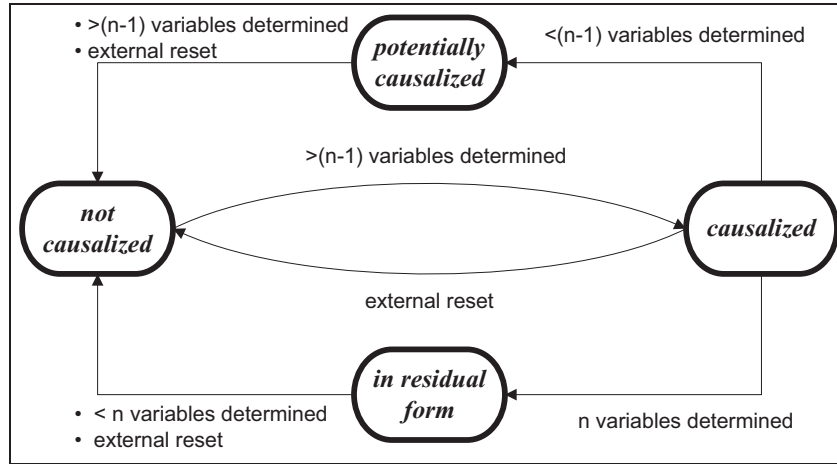 • >(n-1) variables determined
• external reset
potentially
causalized
<(n-1) variables determined
>(n-1) variables determined
not
causalized
causalized
external reset
in residual
form
• < n variables determined
• external reset
n variables determined